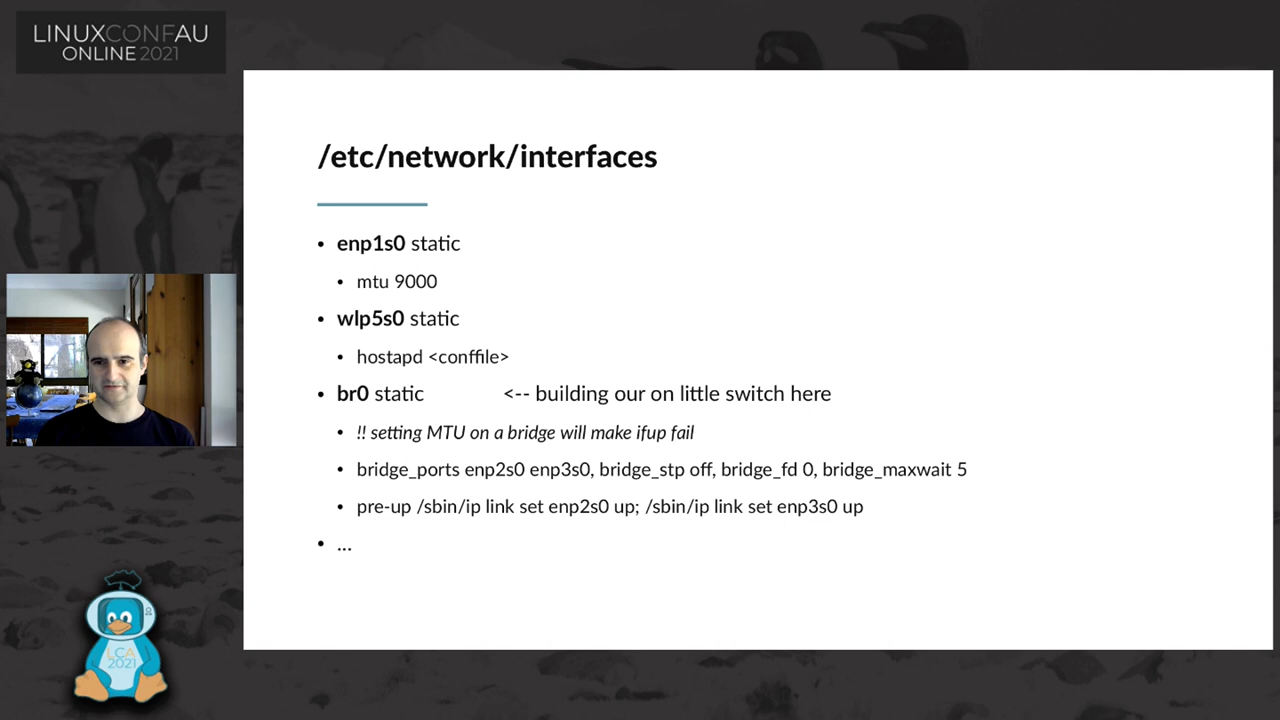 LINUXCONFAU
ONLINE 2021
/etc/network/interfaces
• enp1s0 static
• mtu 9000
• wlp5s0 static
• hostapd <conffile>
• br0 static <-- building our on little switch here
• !! setting MTU on a bridge will make ifup fail
• bridge_ports enp2s0 enp3s0, bridge_stp off, bridge_fd 0, bridge_maxwait 5
• pre-up /sbin/ip link set enp2s0 up; /sbin/ip link set enp3s0 up
• ...
LCA
2021